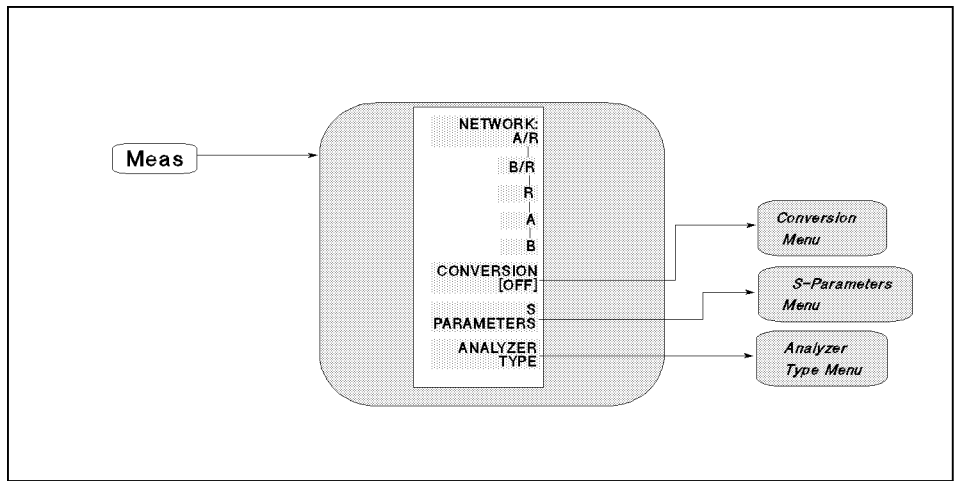 Meas
NETWORK:
A/R
B/R
R
A
B
CONVERSION
[OFF]
S
PARAMETERS
ANALYZER
TYPE
Conversion
Menu
S-Parameters
Menu
Analyzer
Type Menu